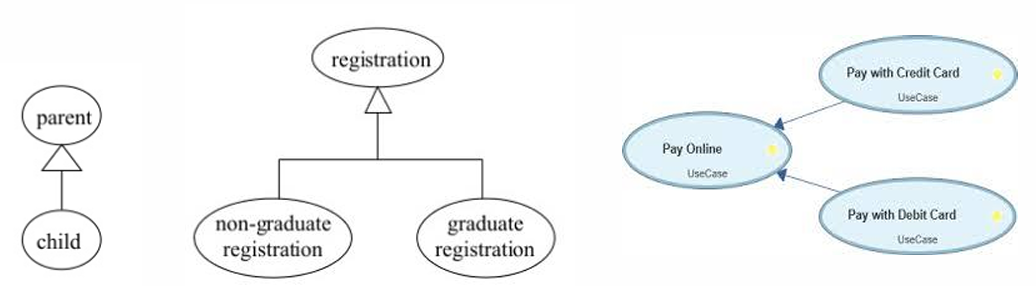 parent
child
registration
non-graduate
registration
graduate
registration
Pay Online
UseCase
Pay with Credit Card
UseCase
Pay with Debit Card
UseCase